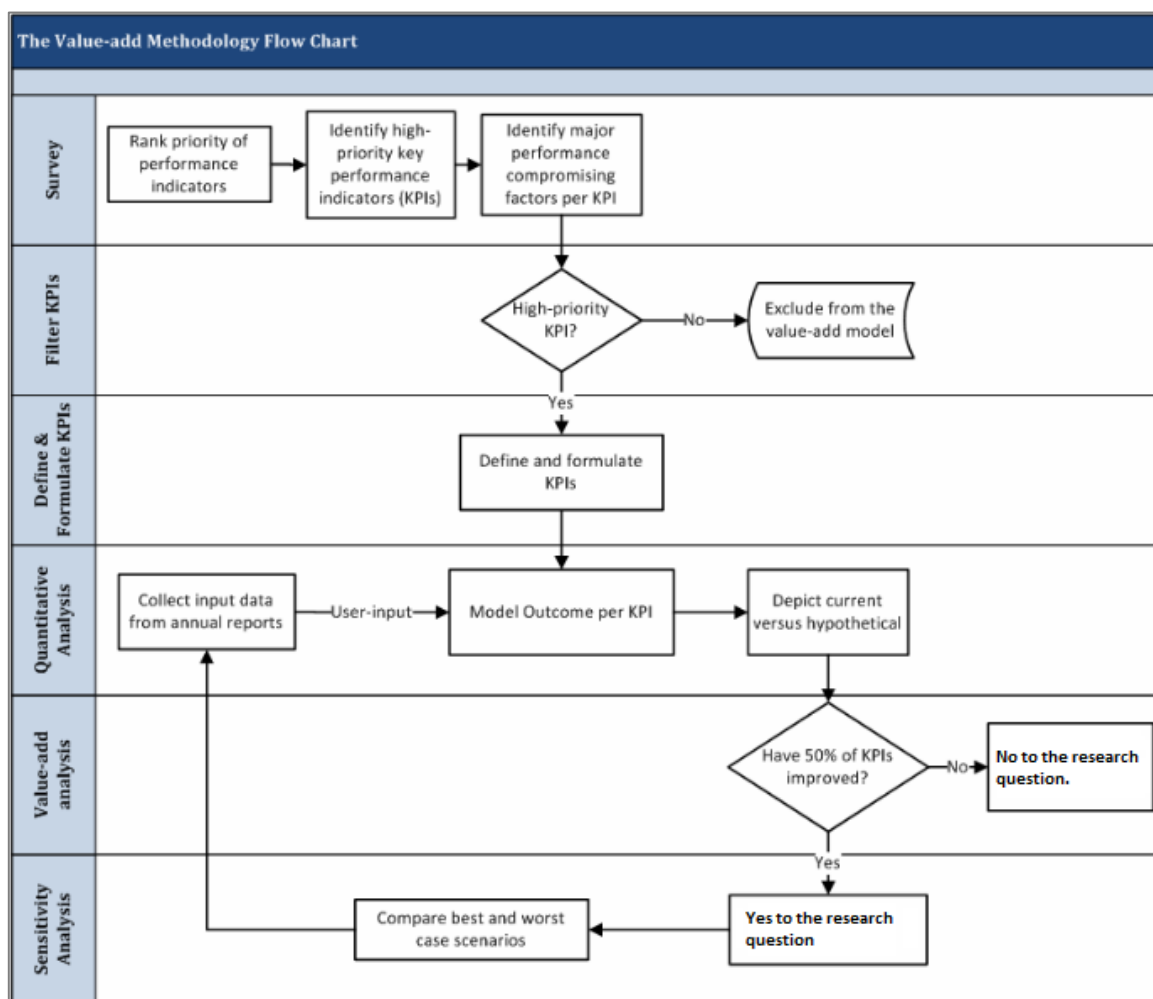 The Value-add Methodology Flow Chart
Survey
Rank priority of
performance
indicators
Identify high-
priority key
performance
indicators (KPIs)
Identify major
performance
compromising
factors per KPI
Filter KPIs
High-priority
KPI?
No
Exclude from the
value-add model
Yes
Define &
Formulate KPIs
Define and formulate
KPIs
Quantitative
Analysis
Collect input data
from annual reports
User-input
Model Outcome per KPI
Depict current
versus hypothetical
Value-add
analysis
Have 50% of KPIs
improved?
No
No to the research
question.
Yes
Sensitivity
Analysis
Compare best and worst
case scenarios
Yes to the research
question